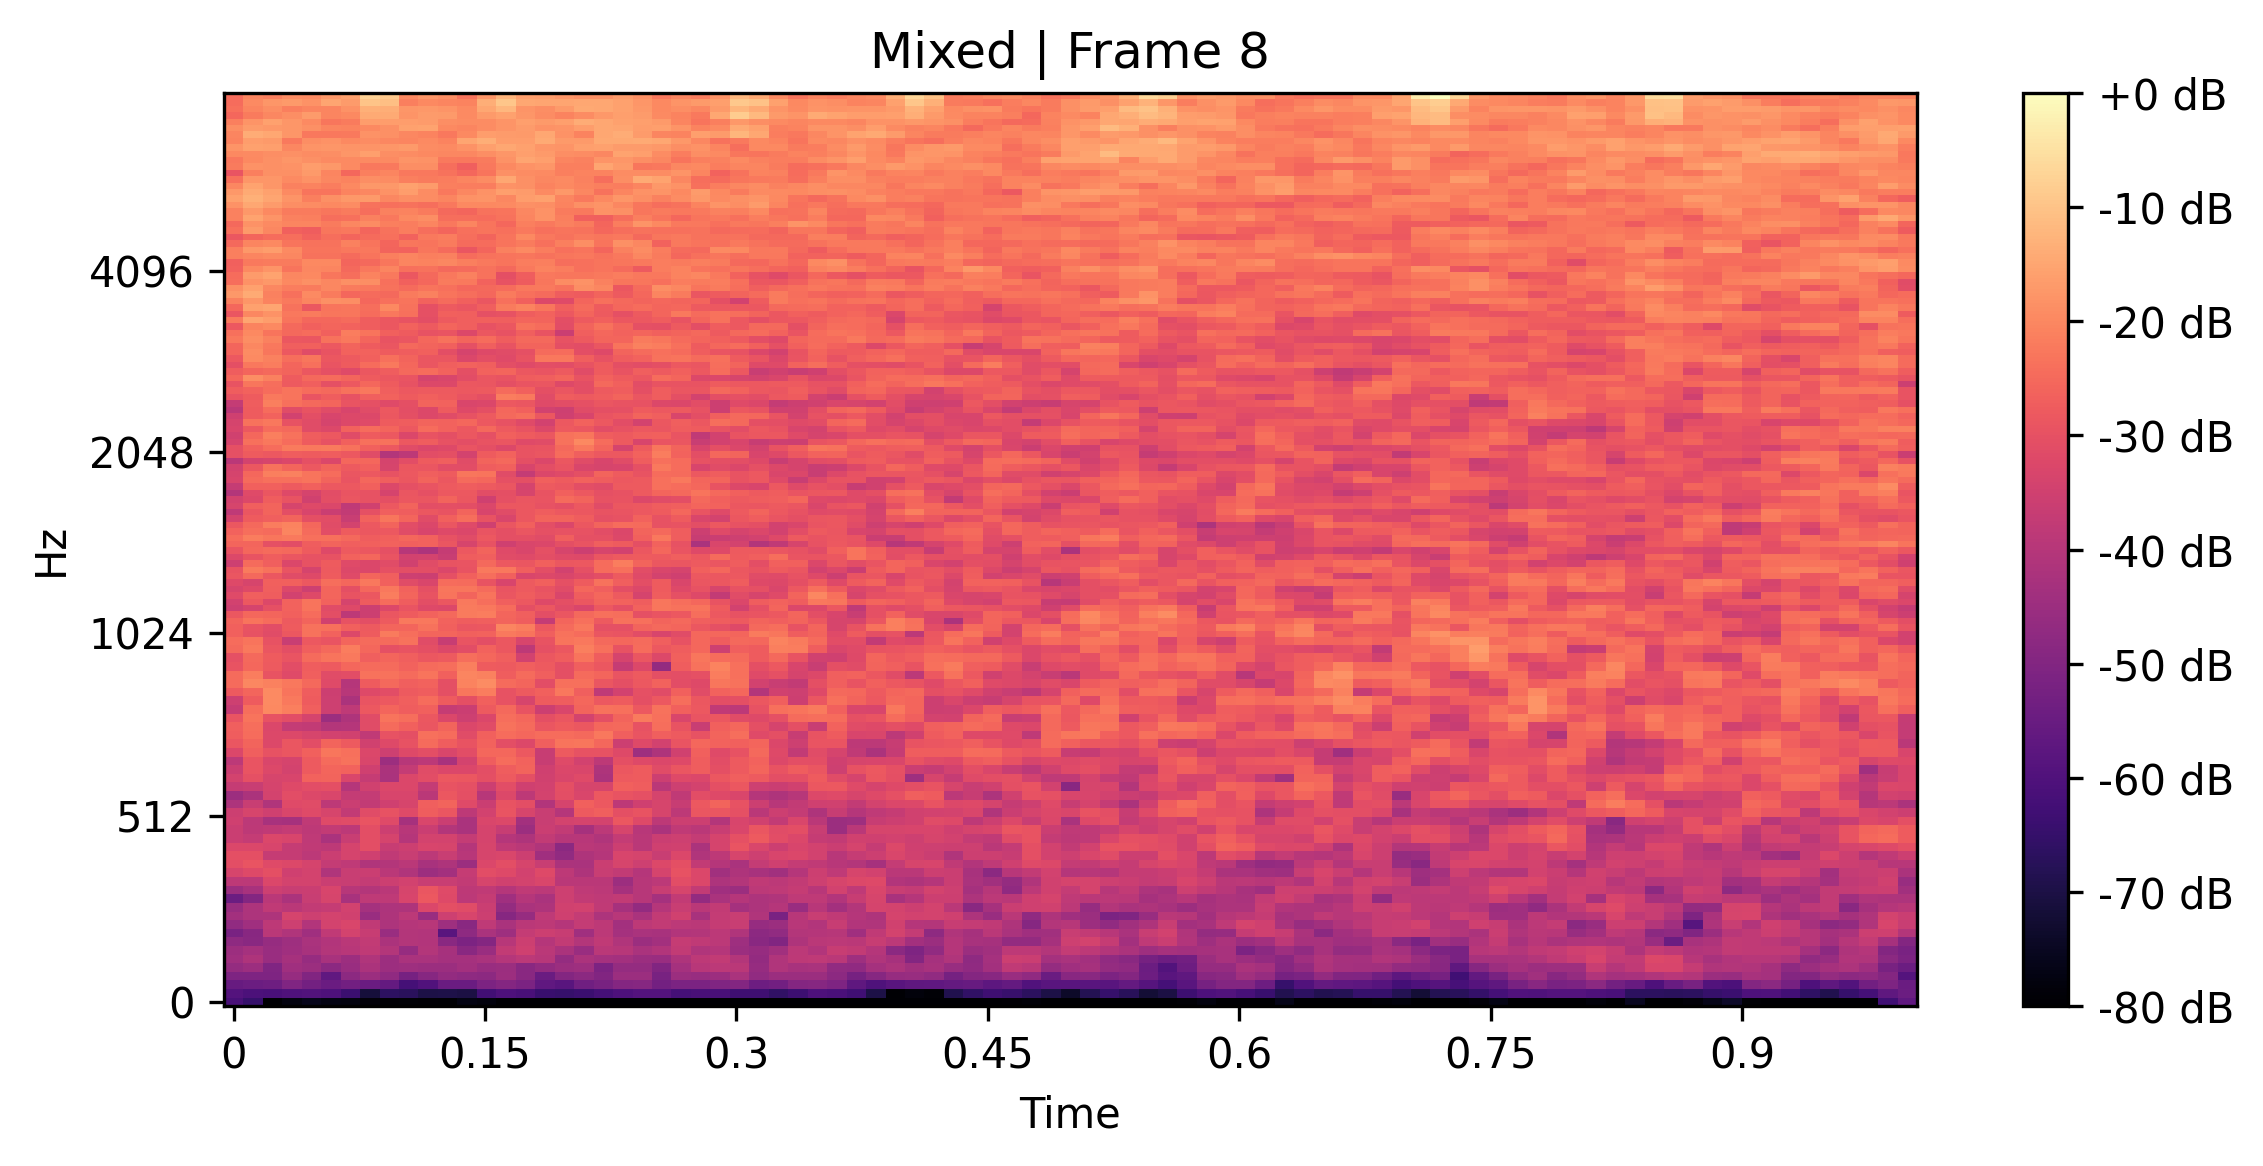 Mixed | Frame 8
Hz
4096
2048
1024
512
0
0 0.15 0.3 0.45 0.6 0.75 0.9
Time
+0 dB
-10 dB
-20 dB
-30 dB
-40 dB
-50 dB
-60 dB
-70 dB
-80 dB